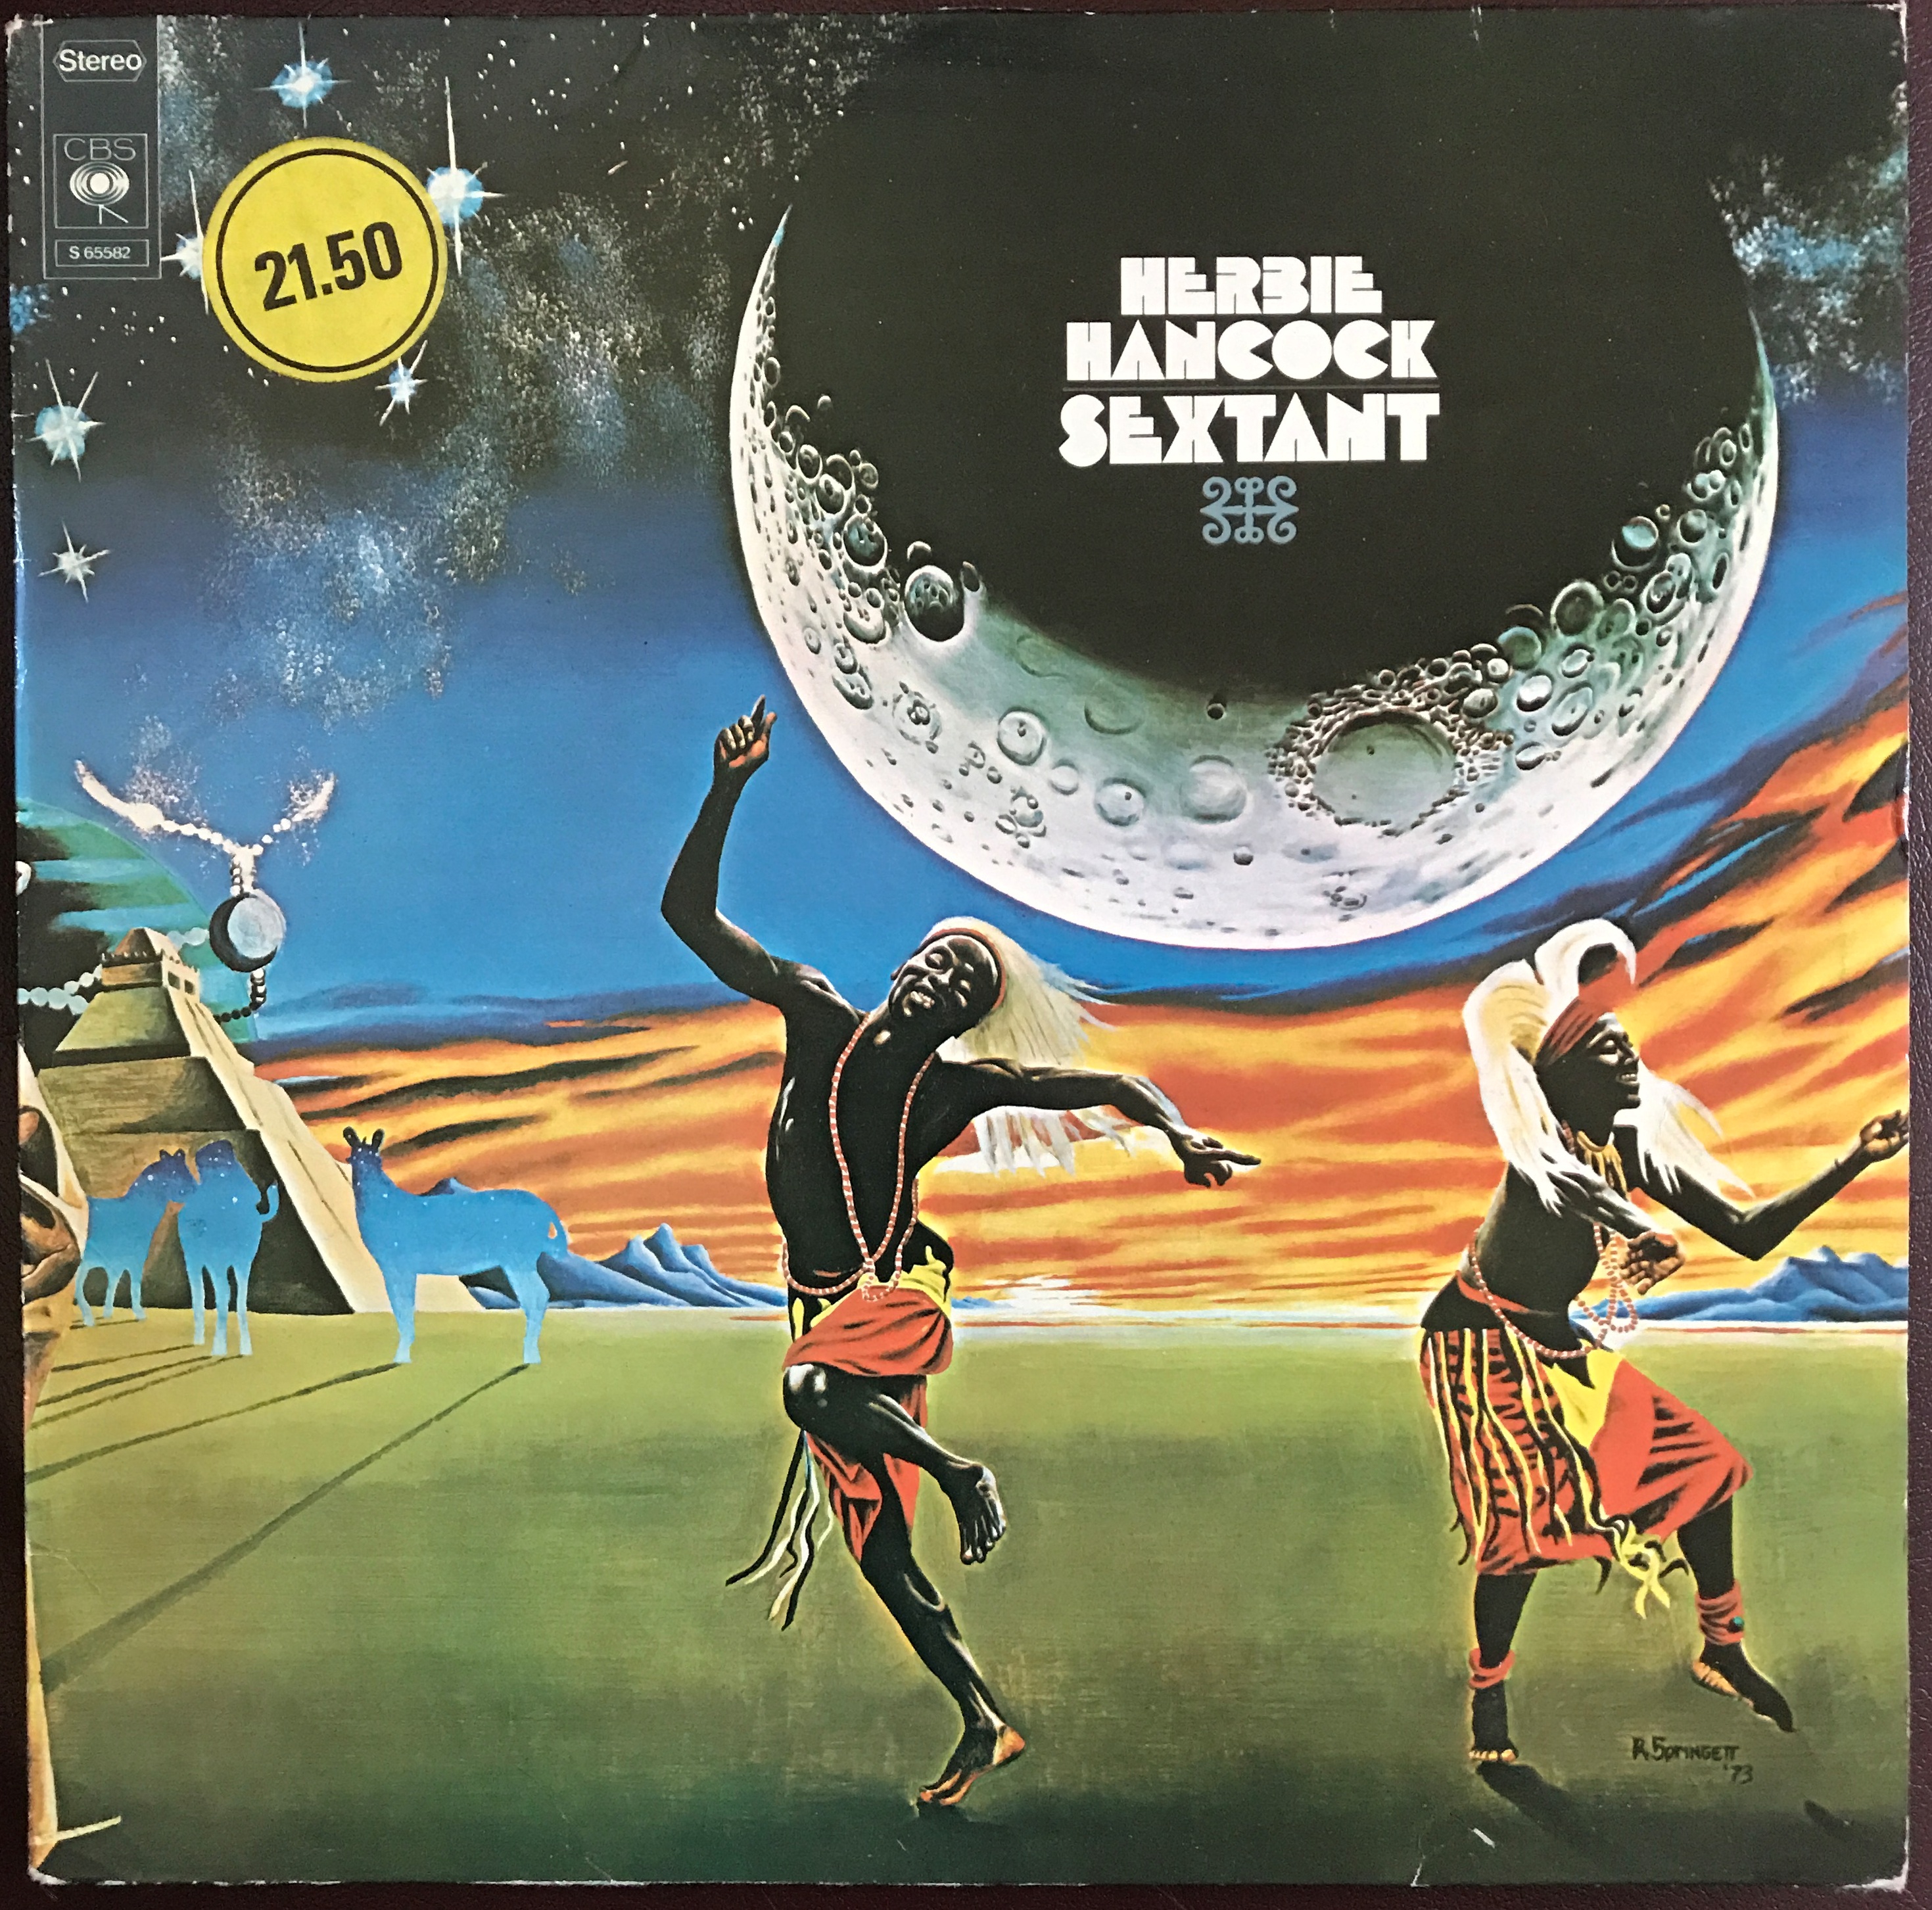 Stereo
CBS
S 65582
21.50
HERBIE
HANCOCK
SEXTANT
R. SPRINGETT
'73